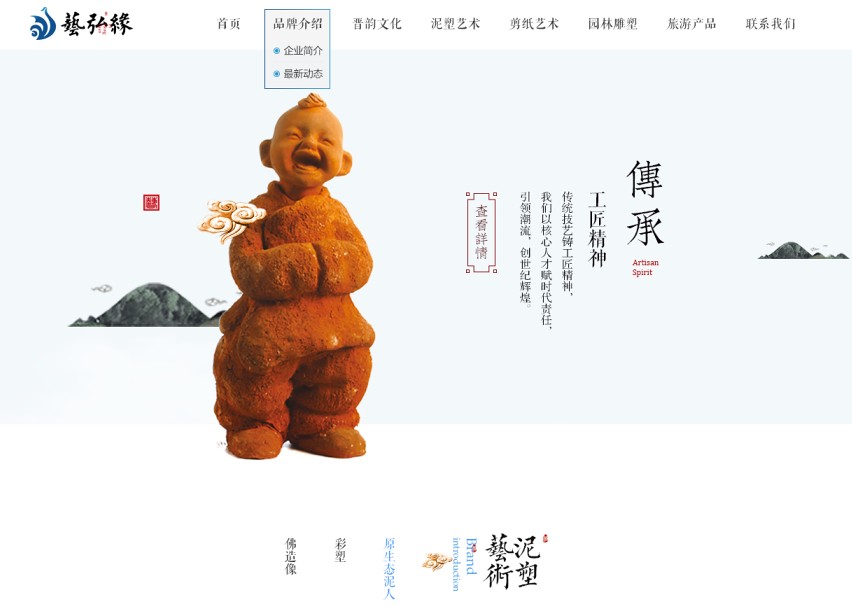 藝弘緣
首页
品牌介绍
晋韵文化
泥塑艺术
剪纸艺术
园林雕塑
旅游产品
联系我们
企业简介
最新动态
傳承
Artisan
Spirit
工匠精神
传统技艺铸工匠精神，
我们以核心人才赋时代责任，
引领潮流，创世纪辉煌。
查看詳情
泥塑
藝術
Brand
introduction
原生态泥人
彩塑
佛造像